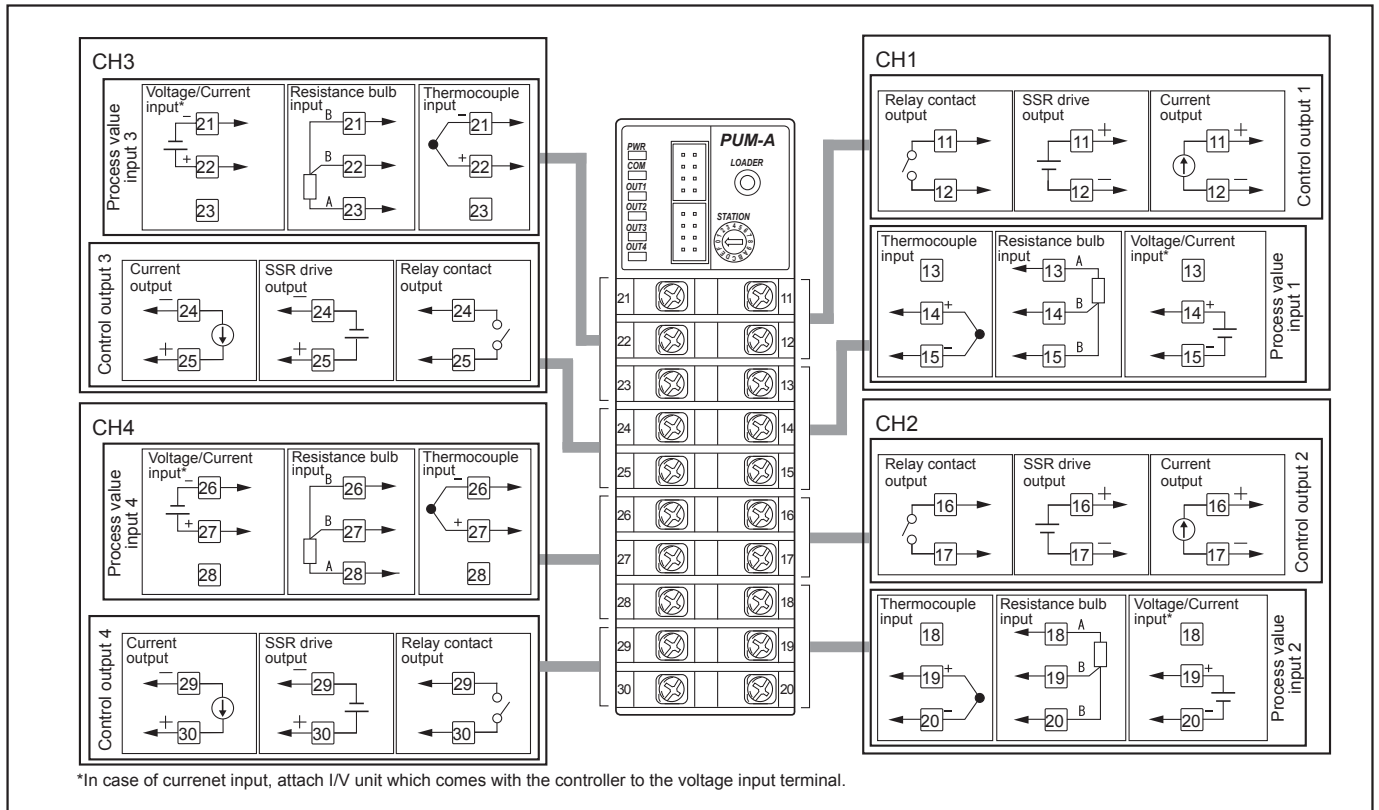 CH3
Process value
input 3
Voltage/Current
input*
−
21
+
22
23
Resistance bulb
input
B
21
B
22
A
23
Thermocouple
input
−
21
+
22
23
Control output 3
Current
output
−
24
+
25
SSR drive
output
−
24
+
25
Relay contact
output
24
25
CH4
Process value
input 4
Voltage/Current
input*
−
26
+
27
28
Resistance bulb
input
B
26
B
27
A
28
Thermocouple
input
−
26
+
27
28
Control output 4
Current
output
−
29
+
30
SSR drive
output
−
29
+
30
Relay contact
output
29
30
PUM-A
PWR
COM
OUT1
OUT2
OUT3
OUT4
LOADER
STATION
0 1 2 3 4 5 6 7 8 9 A B C D E F
21 11
22 12
23 13
24 14
25 15
26 16
27 17
28 18
29 19
30 20
CH1
Relay contact
output
11
12
SSR drive
output
11 +
12 −
Current
output
11 +
12 −
Control output 1
Thermocouple
input
13
14 +
15 -
Resistance bulb
input
13 A
14 B
15 B
Voltage/Current
input*
13
14 +
15 -
Process value
input 1
CH2
Relay contact
output
16
17
SSR drive
output
16 +
17 −
Current
output
16 +
17 −
Control output 2
Thermocouple
input
18
19 +
20 -
Resistance bulb
input
18 A
19 B
20 B
Voltage/Current
input*
18
19 +
20 -
Process value
input 2
*In case of currenet input, attach I/V unit which comes with the controller to the voltage input terminal.